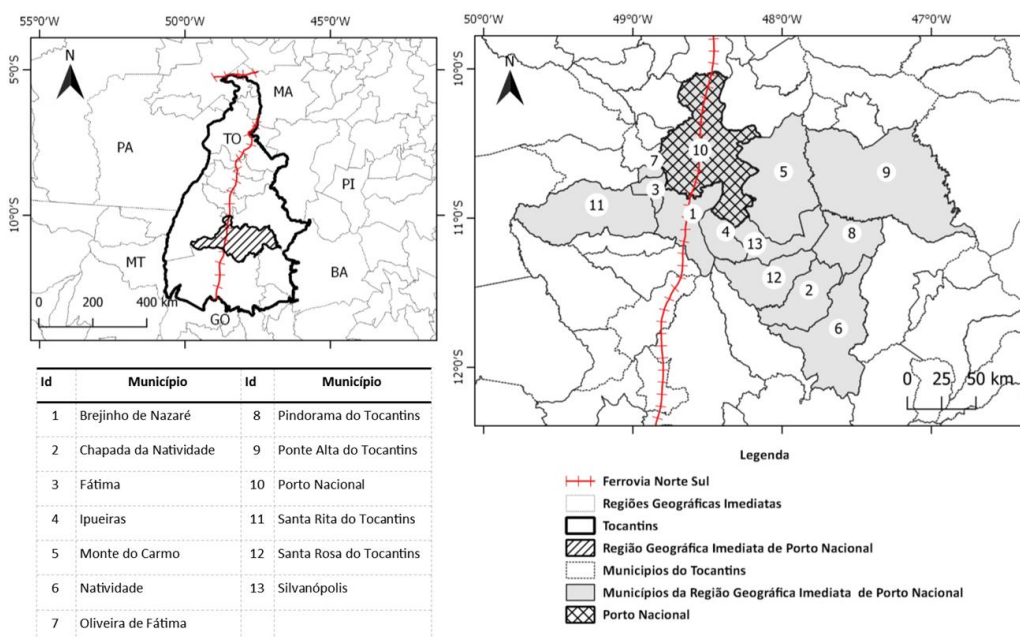 55°0'O 50°0'O 45°0'O
N
5°0'S
MA
PA
TO
PI
10°0'S
MT
BA
0 200 400 km
GO
50°0'O 49°0'O 48°0'O 47°0'O
N
10°0'S
10
7
5
9
3
11
1
11°0'S
4
8
13
12
2
6
12°0'S
0 25 50 km
Id Município Id Município
1 Brejinho de Nazaré 8 Pindorama do Tocantins
2 Chapada da Natividade 9 Ponte Alta do Tocantins
3 Fátima 10 Porto Nacional
4 Ipueiras 11 Santa Rita do Tocantins
5 Monte do Carmo 12 Santa Rosa do Tocantins
6 Natividade 13 Silvanópolis
7 Oliveira de Fátima
Legenda
Ferrovia Norte Sul
Regiões Geográficas Imediatas
Tocantins
Região Geográfica Imediata de Porto Nacional
Municipios do Tocantins
Municípios da Região Geográfica Imediata de Porto Nacional
Porto Nacional